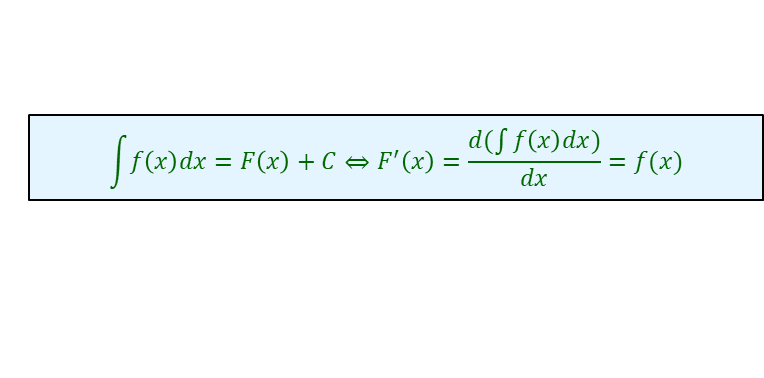 ∫ f(x)dx = F(x) + C ⇔ F′(x) = d(∫ f(x)dx)/dx = f(x)